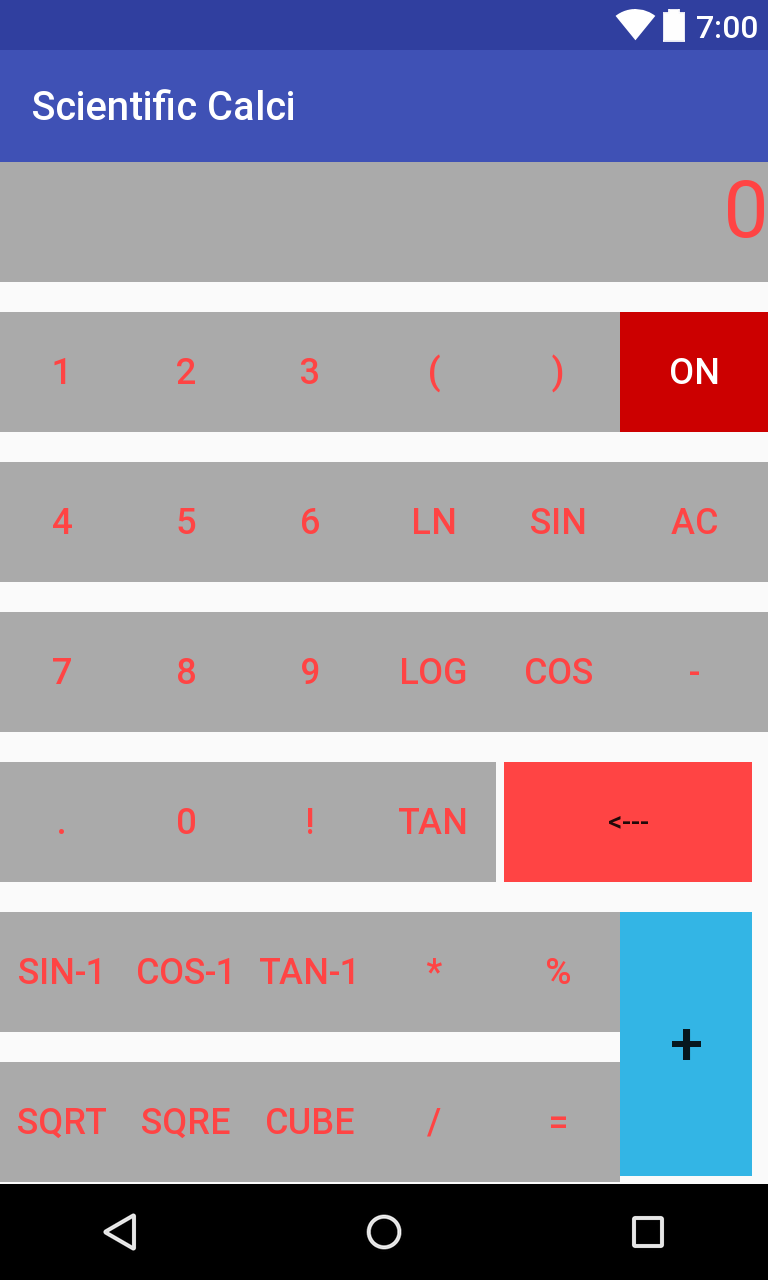 7:00
Scientific Calci
0
1 2 3 ( ) ON
4 5 6 LN SIN AC
7 8 9 LOG COS -
. 0 ! TAN <---
SIN-1 COS-1 TAN-1 * %
+
SQRT SQRE CUBE / =